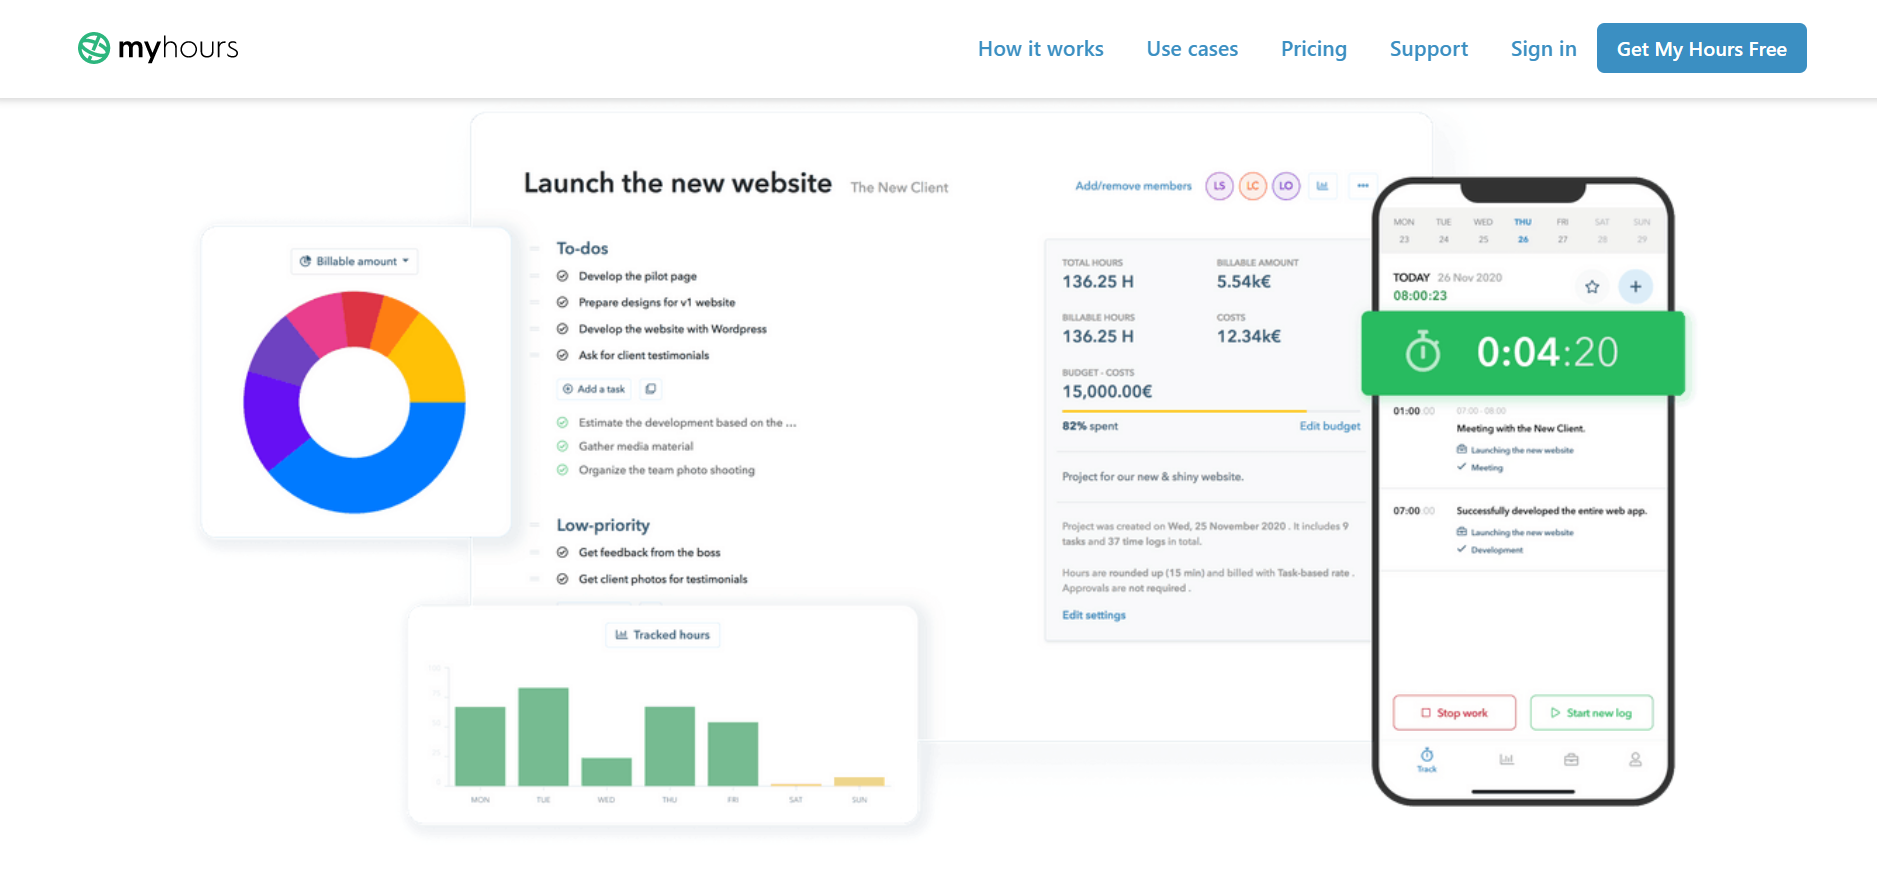 myhours
How it works Use cases Pricing Support Sign in Get My Hours Free
Launch the new website The New Client
Add/remove members LS LC LO
Billable amount
To-dos
Develop the pilot page
Prepare designs for v1 website
Develop the website with Wordpress
Ask for client testimonials
Add a task
Estimate the development based on the ...
Gather media material
Organize the team photo shooting
Low-priority
Get feedback from the boss
Get client photos for testimonials
TOTAL HOURS BILLABLE AMOUNT
136.25 H 5.54k€
BILLABLE HOURS COSTS
136.25 H 12.34k€
BUDGET - COSTS
15,000.00€
82% spent Edit budget
Project for our new & shiny website.
Project was created on Wed, 25 November 2020 . It includes 9
tasks and 37 time logs in total.
Hours are rounded up (15 min) and billed with Task-based rate .
Approvals are not required .
Edit settings
Tracked hours
100
75
50
25
0
MON TUE WED THU FRI SAT SUN
MON TUE WED THU FRI SAT SUN
23 24 25 26 27 28 29
TODAY 26 Nov 2020
08:00:23
0:04:20
01:00:00 07:00 - 08:00
Meeting with the New Client.
Launching the new website
Meeting
07:00:00 Successfully developed the entire web app.
Launching the new website
Development
Stop work Start new log
Track